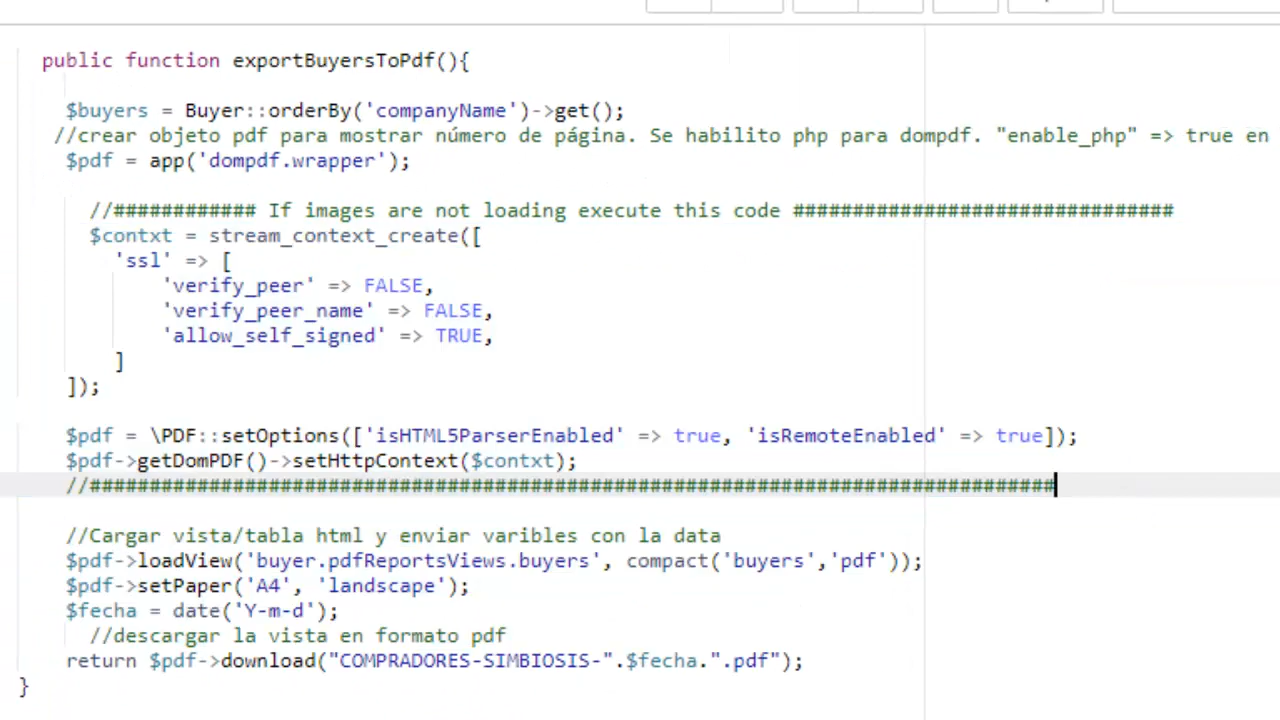 public function exportBuyersToPdf(){
$buyers = Buyer::orderBy('companyName')->get();
//crear objeto pdf para mostrar número de página. Se habilito php para dompdf. "enable_php" => true en
$pdf = app('dompdf.wrapper');
//############ If images are not loading execute this code ################################
$contxt = stream_context_create([
'ssl' => [
'verify_peer' => FALSE,
'verify_peer_name' => FALSE,
'allow_self_signed' => TRUE,
]
]);
$pdf = \PDF::setOptions(['isHTML5ParserEnabled' => true, 'isRemoteEnabled' => true]);
$pdf->getDomPDF()->setHttpContext($contxt);
//#################################################################################
//Cargar vista/tabla html y enviar varibles con la data
$pdf->loadView('buyer.pdfReportsViews.buyers', compact('buyers','pdf'));
$pdf->setPaper('A4', 'landscape');
$fecha = date('Y-m-d');
//descargar la vista en formato pdf
return $pdf->download("COMPRADORES-SIMBIOSIS-".$fecha.".pdf");
}